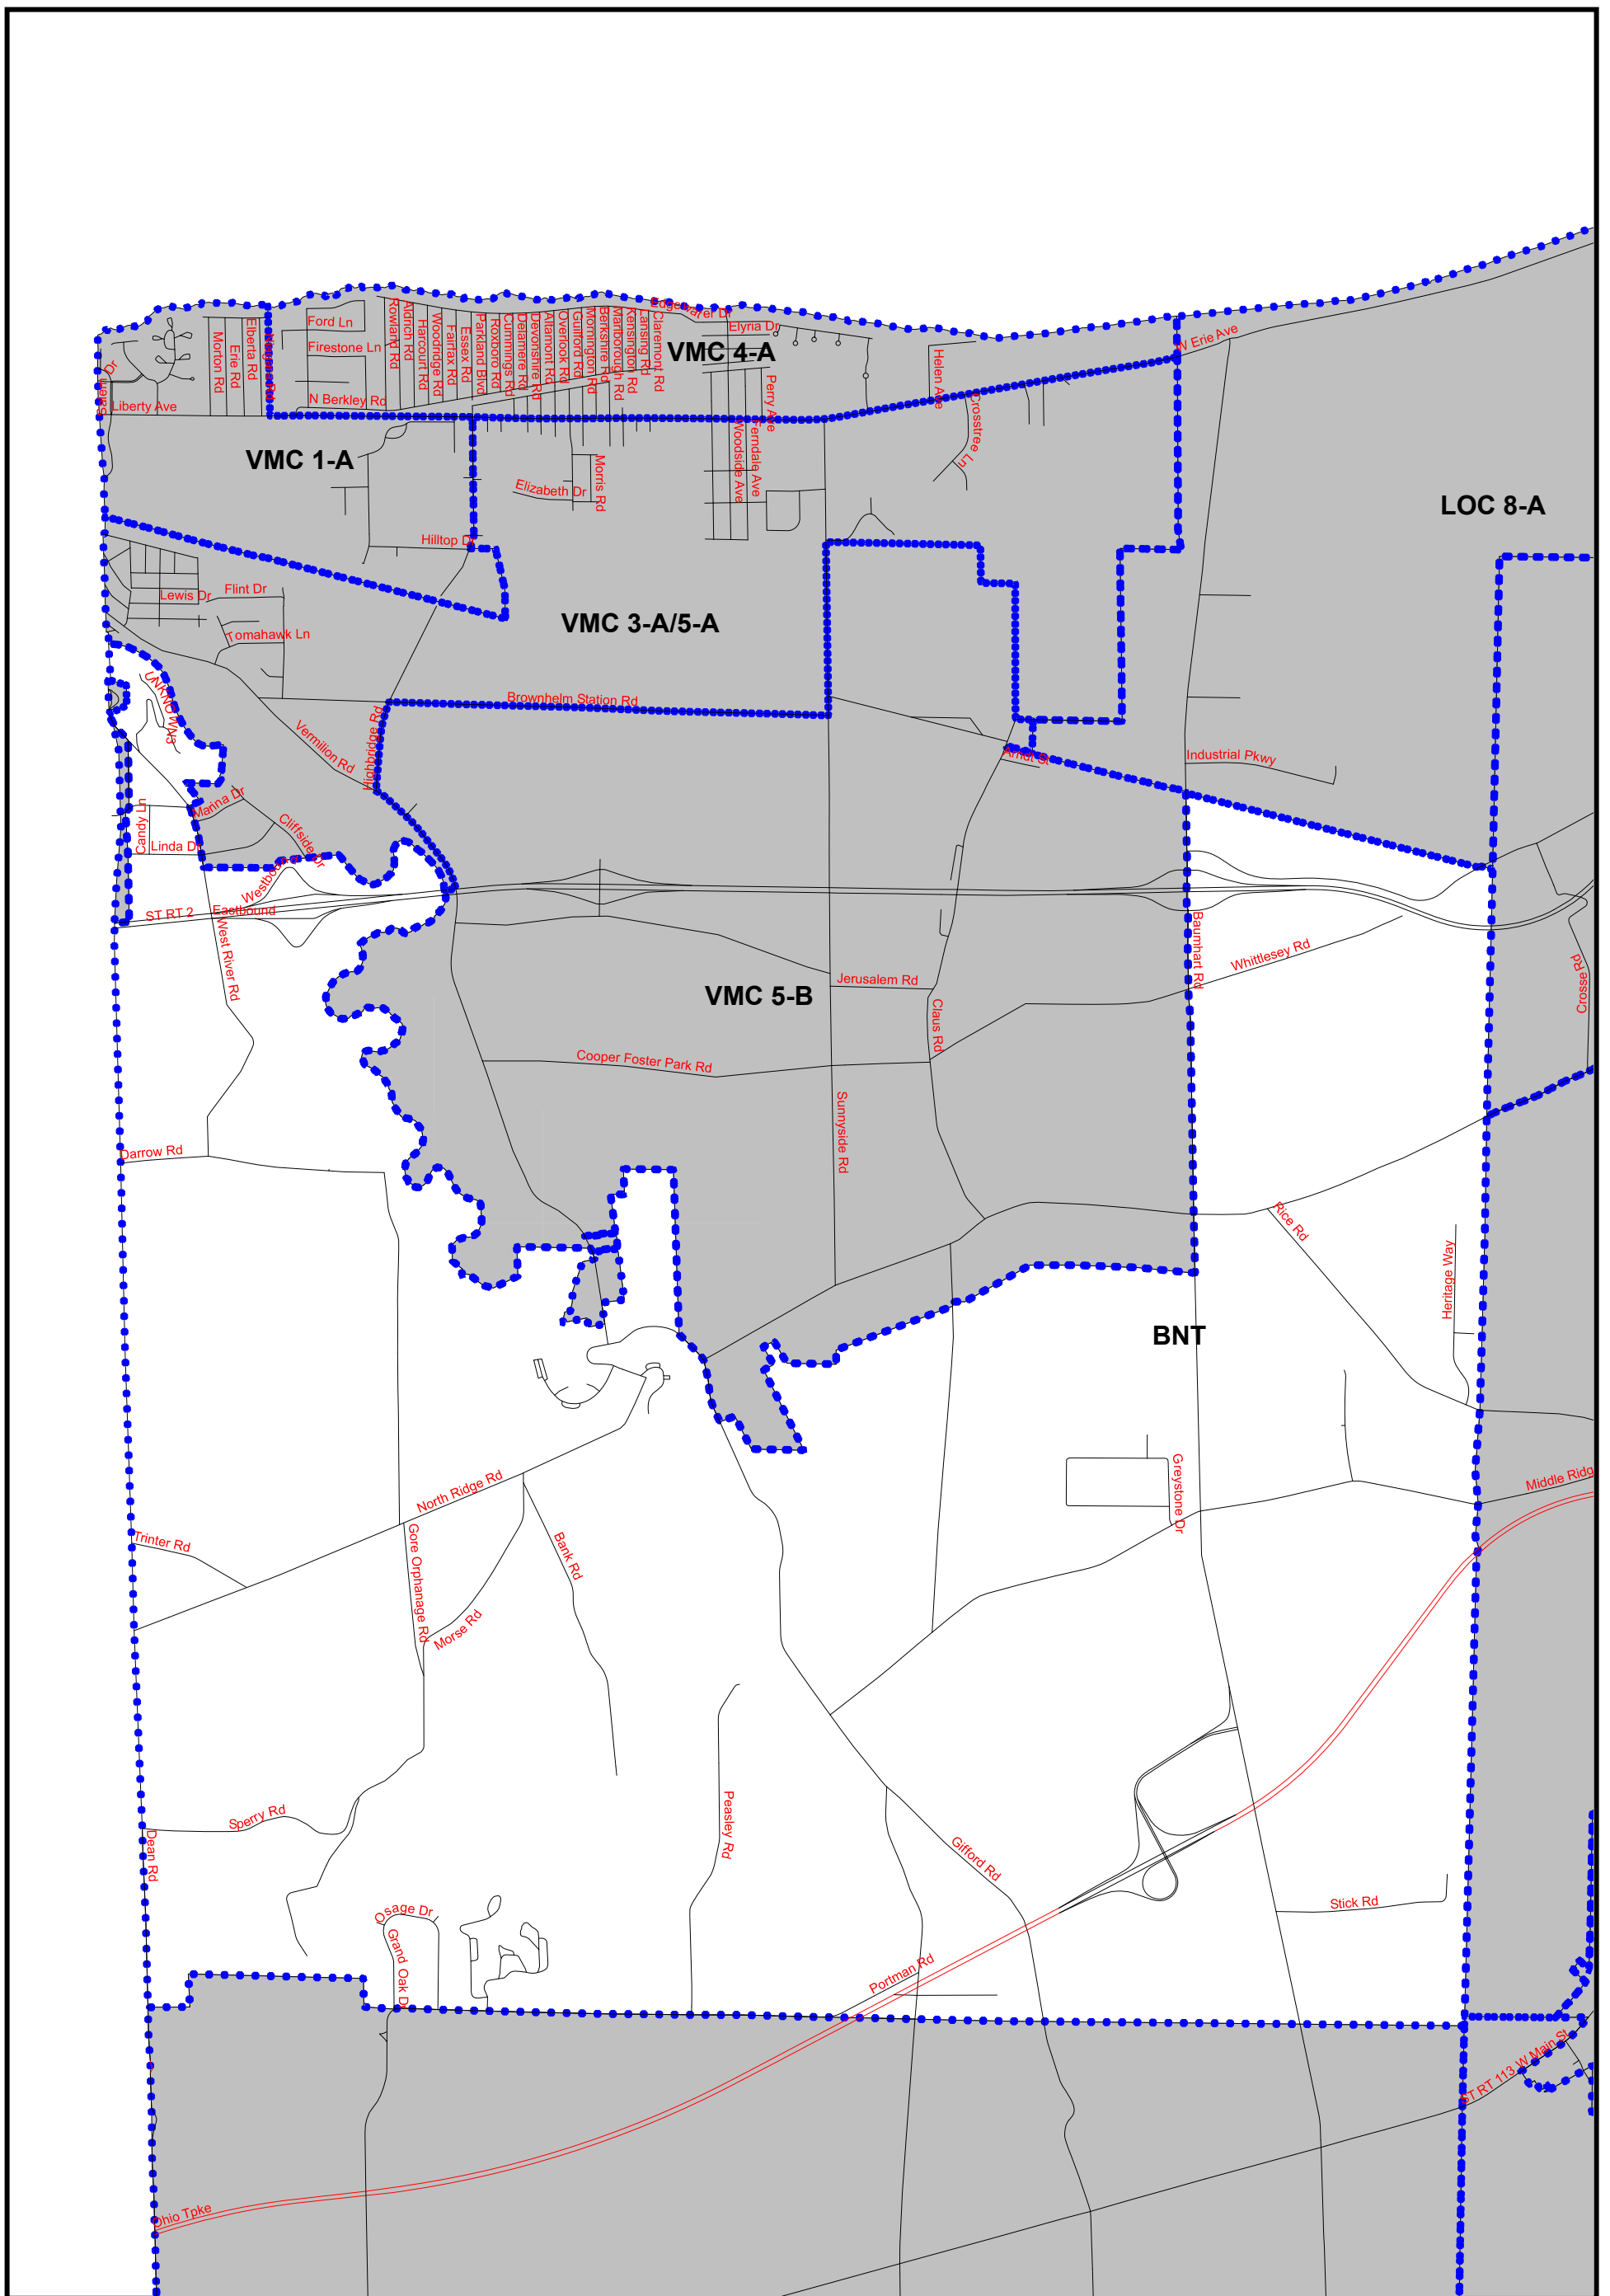 Edgewater Dr
Elyria Dr
Ford Ln
Firestone Ln
N Berkley Rd
Rowland Rd
Aldrich Rd
Harcourt Rd
Woodridge Rd
Fairfax Rd
Essex Rd
Parkland Blvd
Roxboro Rd
Cummings Rd
Delamere Rd
Devonshire Rd
Altamont Rd
Overlook Rd
Guilford Rd
Mornington Rd
Berkshire Rd
Marlborough Rd
Kensington Rd
Lansing Rd
Claremont Rd
VMC 4-A
W Erie Ave
Helen Ave
Perry Ave
Morton Rd
Erie Rd
Elberta Rd
Salem Dr
Liberty Ave
Crosstree Ln
VMC 1-A
Woodside Ave
Ferndale Ave
Morris Rd
Elizabeth Dr
LOC 8-A
Hilltop Dr
Lewis Dr
Flint Dr
Tomahawk Ln
VMC 3-A/5-A
Brownhelm Station Rd
UNKNOWN3
Vermilion Rd
Highbridge Rd
Arndt St
Industrial Pkwy
Marina Dr
Candy Ln
Linda Dr
Cliffside Dr
Westbound
ST RT 2
Eastbound
West River Rd
Baumhart Rd
Whittlesey Rd
Crosse Rd
Jerusalem Rd
VMC 5-B
Claus Rd
Cooper Foster Park Rd
Sunnyside Rd
Darrow Rd
Rice Rd
Heritage Way
BNT
Greystone Dr
Middle Ridg
North Ridge Rd
Trinter Rd
Gore Orphanage Rd
Bank Rd
Morse Rd
Sperry Rd
Dean Rd
Peasley Rd
Gifford Rd
Osage Dr
Grand Oak Dr
Stick Rd
Portman Rd
ST RT 113 W Main St
Ohio Tpke